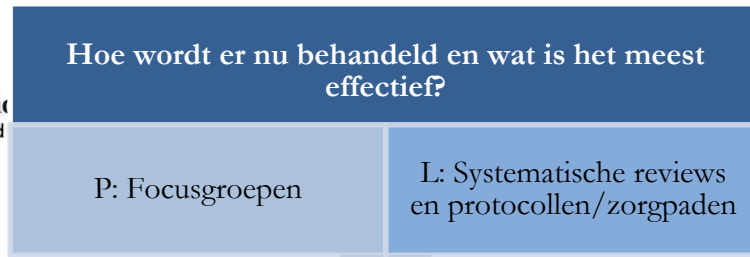 Hoe wordt er nu behandeld en wat is het meest
effectief?
P: Focusgroepen
L: Systematische reviews
en protocollen/zorgpaden